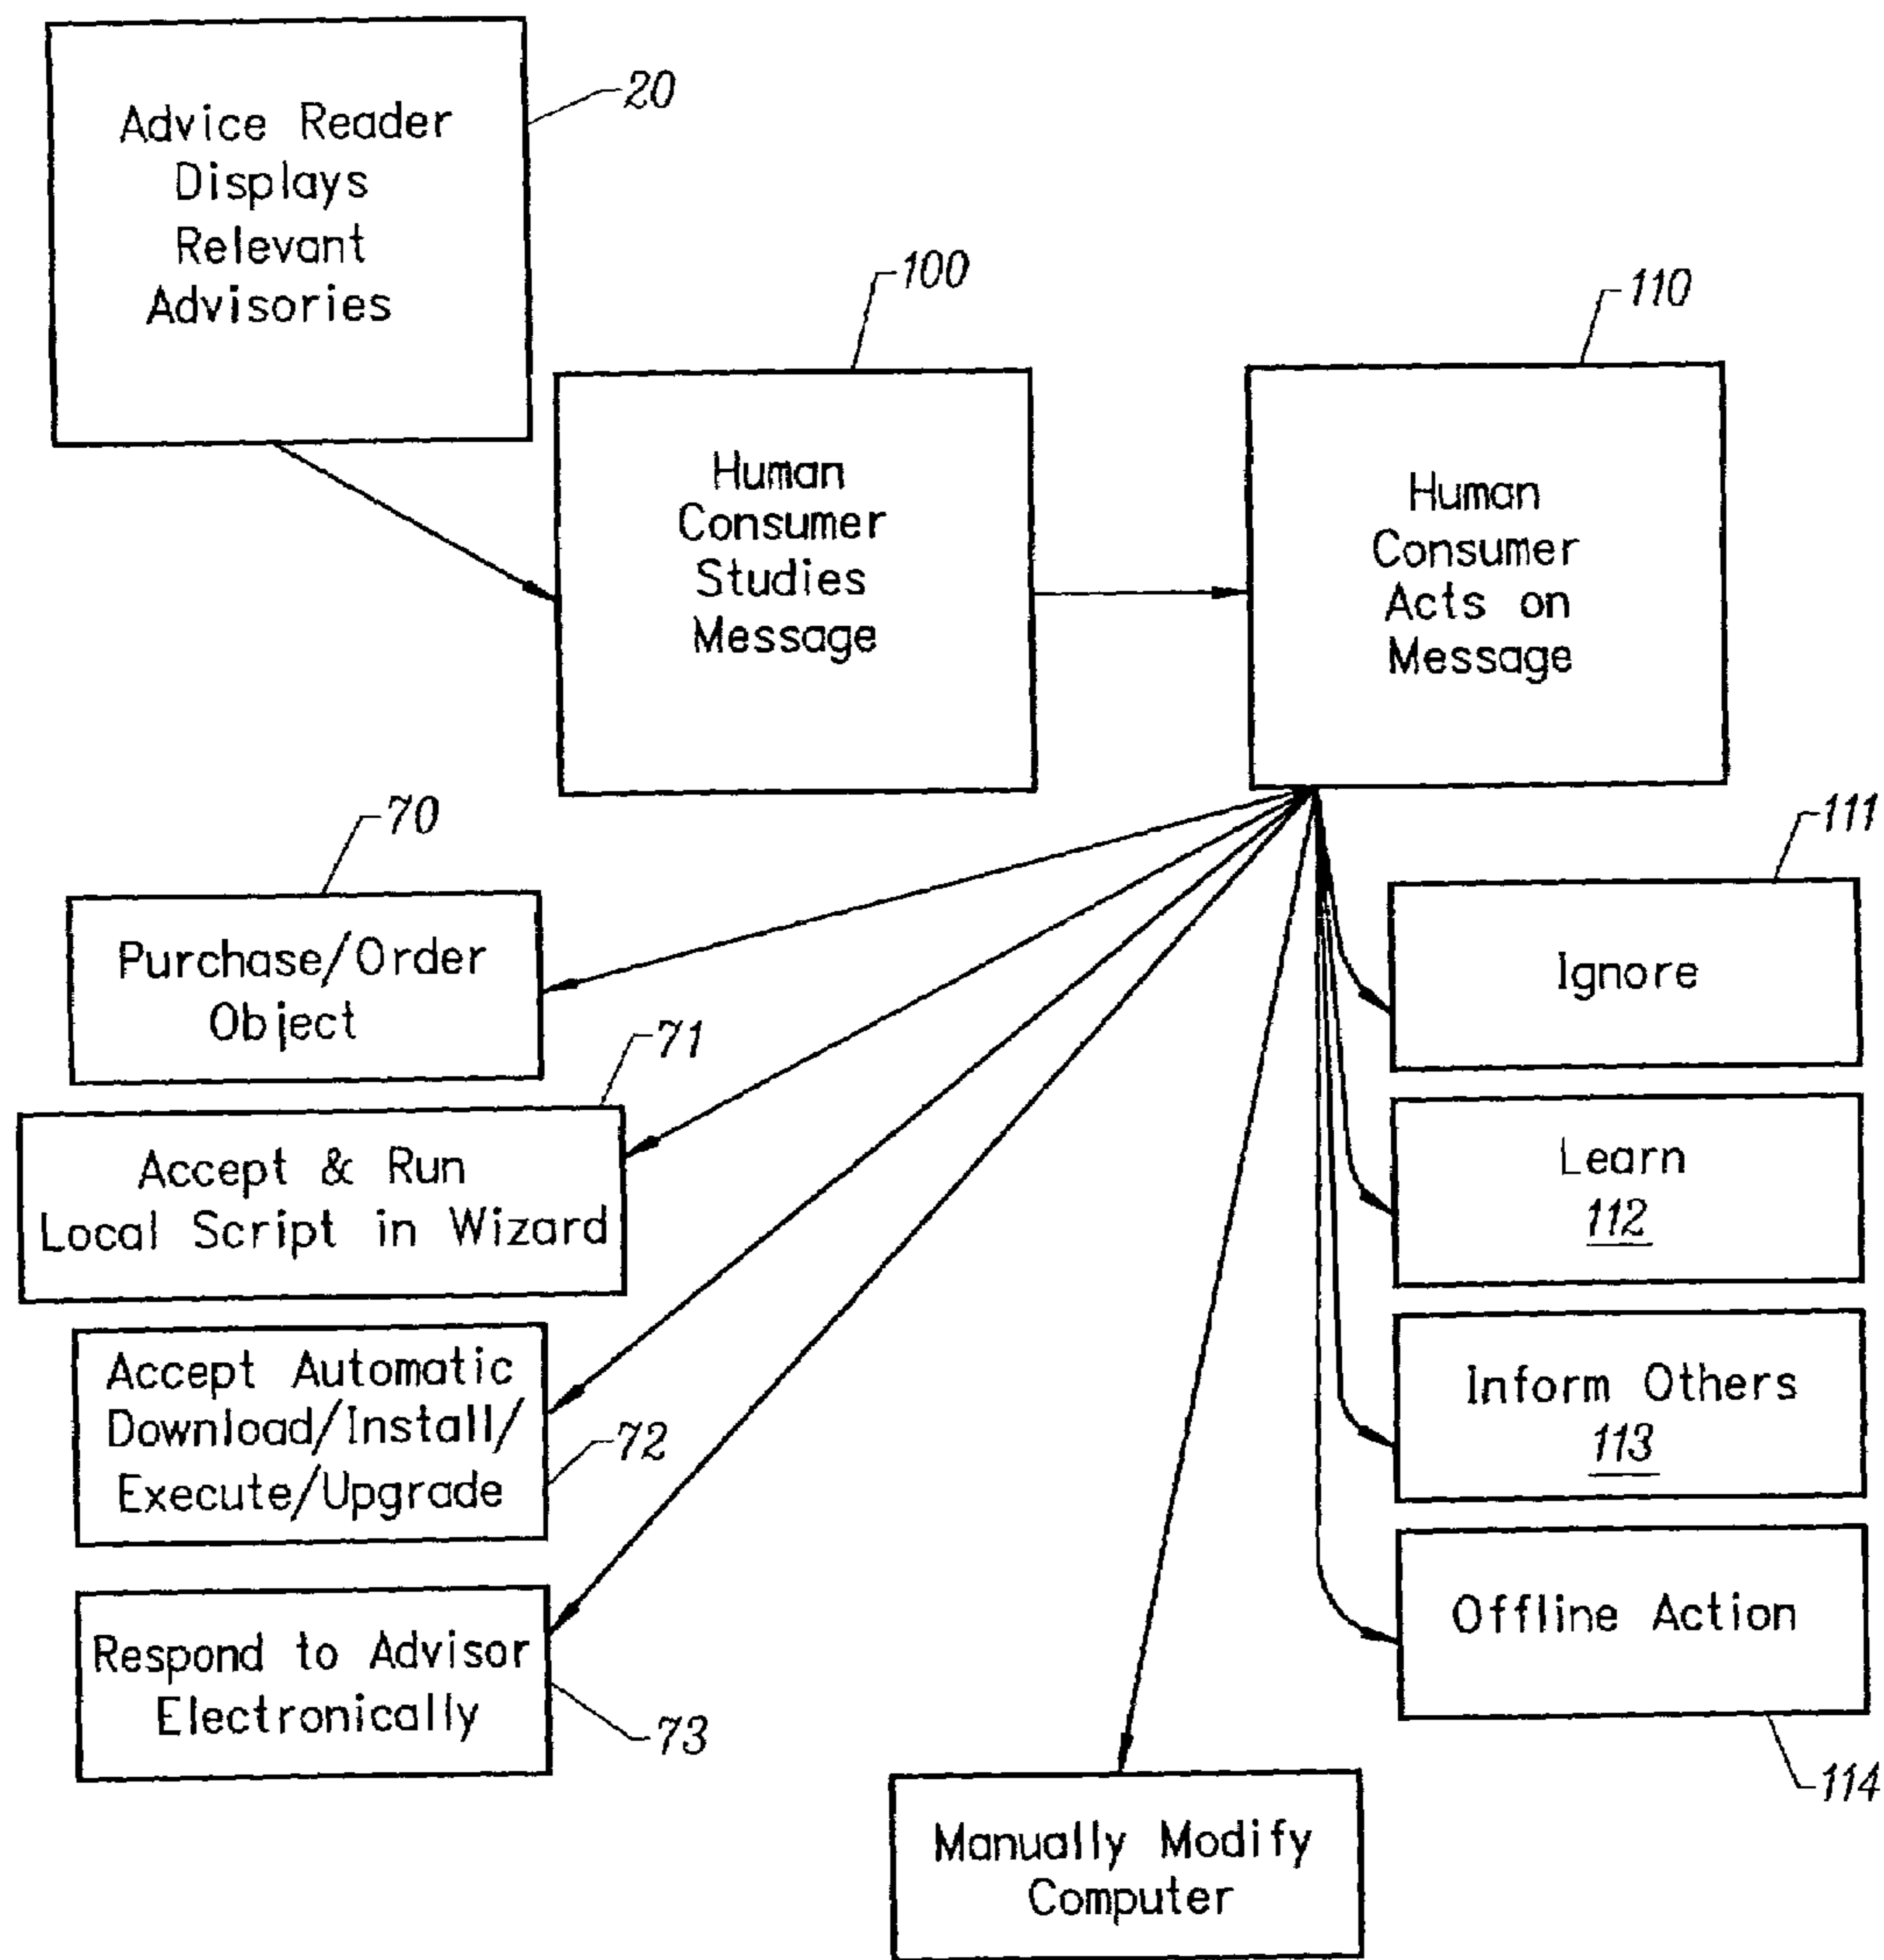 Advice Reader
Displays
Relevant
Advisories
20
Human
Consumer
Studies
Message
100
Human
Consumer
Acts on
Message
110
70
Purchase/Order
Object
71
Accept & Run
Local Script in Wizard
Accept Automatic
Download/Install/
Execute/Upgrade
72
Respond to Advisor
Electronically
73
Manually Modify
Computer
111
Ignore
Learn
112
Inform Others
113
Offline Action
114